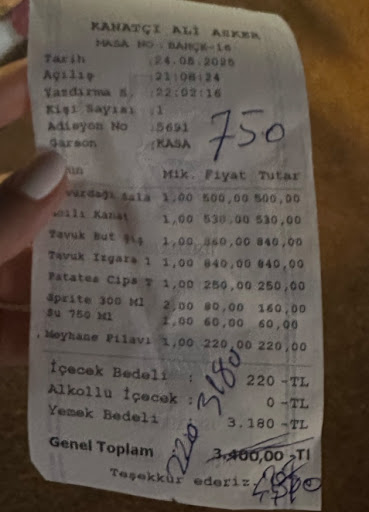 KANATÇI ALİ ASKER
MASA NO : BAHÇE-16
Tarih :24.05.2025
Açılış :21:08:24
Yazdırma S. :22:02:16
Kişi Sayısı :1
Adisyon No :5691
Garson :KASA
750
Mik. Fiyat Tutar
1,00 500,00 500,00
Kanat 1,00 530,00 530,00
Tavuk But Şiş 1,00 840,00 840,00
Tavuk Izgara 1 1,00 840,00 840,00
Patates Cips T 1,00 250,00 250,00
Sprite 300 Ml 2,00 80,00 160,00
Su 750 Ml 1,00 60,00 60,00
Meyhane Pilavı 1,00 220,00 220,00
İçecek Bedeli : 220 -TL
Alkollü İçecek : 0 -TL
Yemek Bedeli 3.180 -TL
220 3180
Genel Toplam 3.400,00 -Tl
Teşekkür ederiz